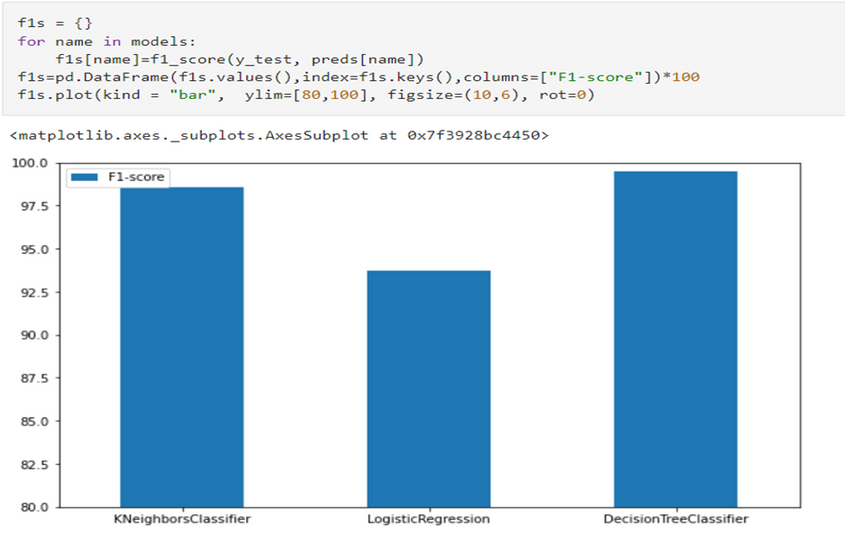 f1s = {}
for name in models:
    f1s[name]=f1_score(y_test, preds[name])
f1s=pd.DataFrame(f1s.values(),index=f1s.keys(),columns=["F1-score"])*100
f1s.plot(kind = "bar",  ylim=[80,100], figsize=(10,6), rot=0)
<matplotlib.axes._subplots.AxesSubplot at 0x7f3928bc4450>
100.0
F1-score
97.5
95.0
92.5
90.0
87.5
85.0
82.5
80.0
KNeighborsClassifier LogisticRegression DecisionTreeClassifier